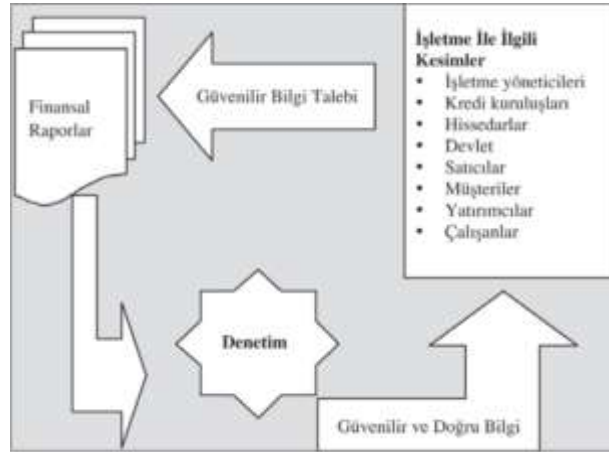 İşletme İle İlgili
Kesimler
• İşletme yöneticileri
• Kredi kuruluşları
• Hissedarlar
• Devlet
• Satıcılar
• Müşteriler
• Yatırımcılar
• Çalışanlar
Güvenilir Bilgi Talebi
Finansal
Raporlar
Denetim
Güvenilir ve Doğru Bilgi